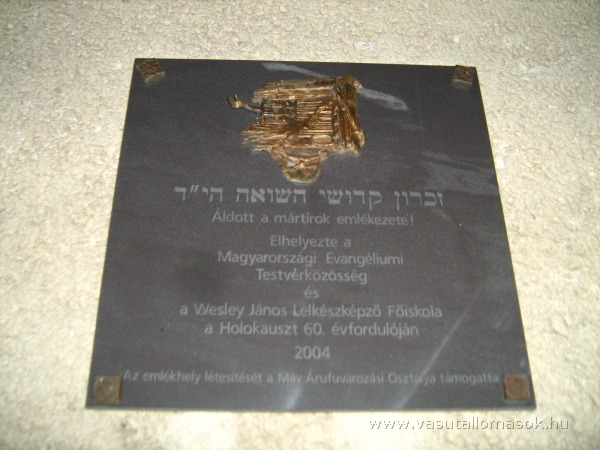 זכרון קדושי השואה הי"ד
Áldott a mártírok emlékezete!
Elhelyezte a
Magyarországi Evangéliumi
Testvérközösség
és
a Wesley János Lelkészképző Főiskola
a Holokauszt 60. évfordulóján
2004
Az emlékhely létesítését a Máv Árufuvarozási Osztálya támogatta
www.vasutallomasok.hu